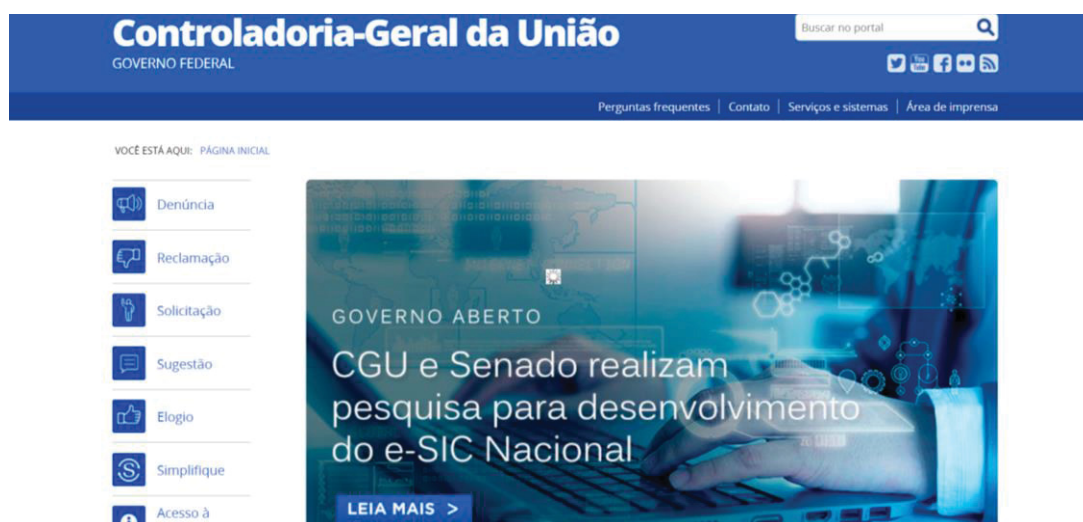 Controladoria-Geral da União
GOVERNO FEDERAL
Buscar no portal
Perguntas frequentes | Contato | Serviços e sistemas | Área de imprensa
VOCÊ ESTÁ AQUI: PÁGINA INICIAL
Denúncia
Reclamação
Solicitação
Sugestão
Elogio
Simplifique
Acesso à
GOVERNO ABERTO
CGU e Senado realizam
pesquisa para desenvolvimento
do e-SIC Nacional
LEIA MAIS >